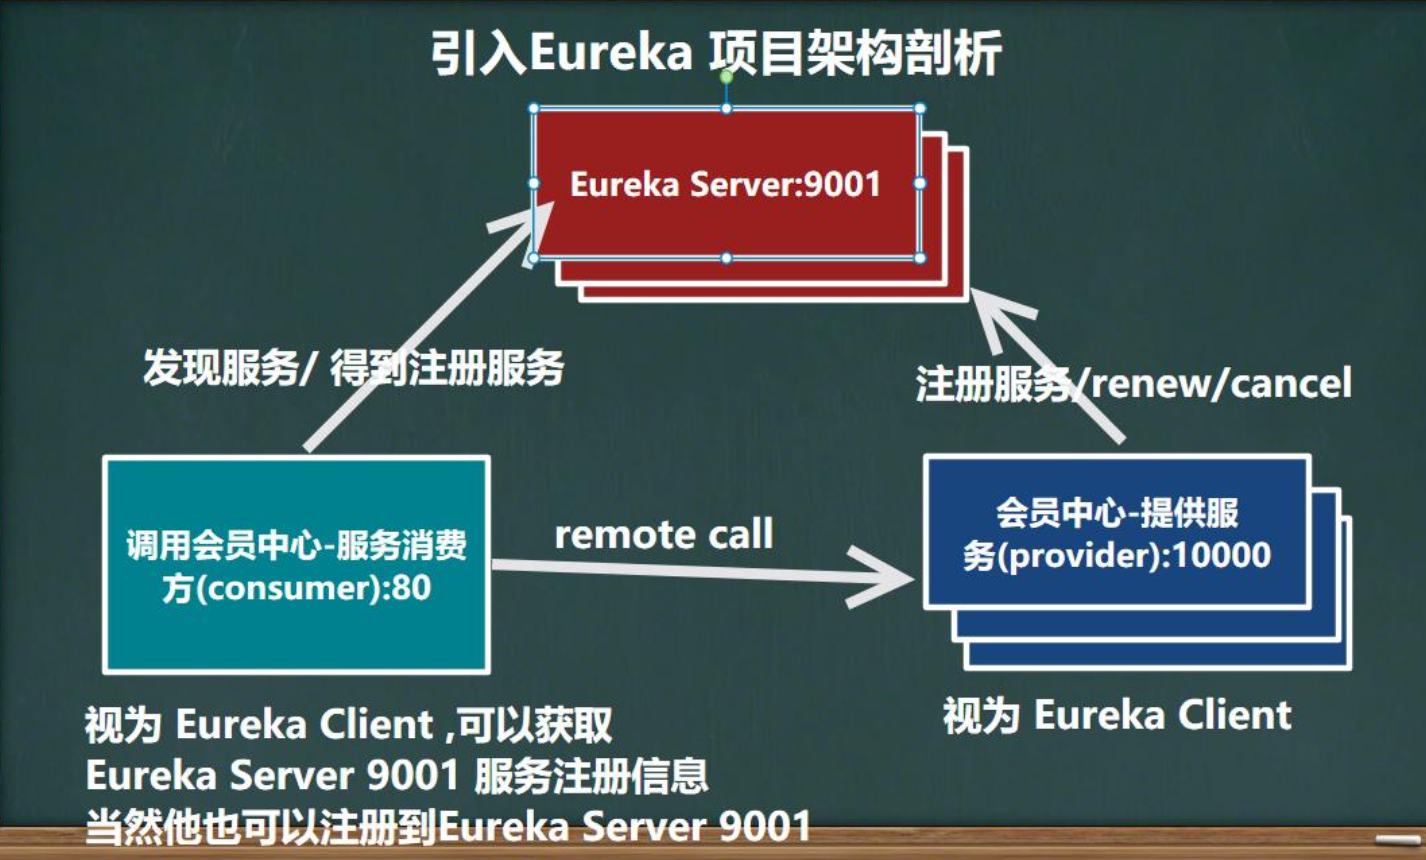 引入Eureka 项目架构剖析
Eureka Server:9001
发现服务/ 得到注册服务
注册服务/renew/cancel
调用会员中心-服务消费
方(consumer):80
remote call
会员中心-提供服
务(provider):10000
视为 Eureka Client ,可以获取
Eureka Server 9001 服务注册信息
当然他也可以注册到Eureka Server 9001
视为 Eureka Client